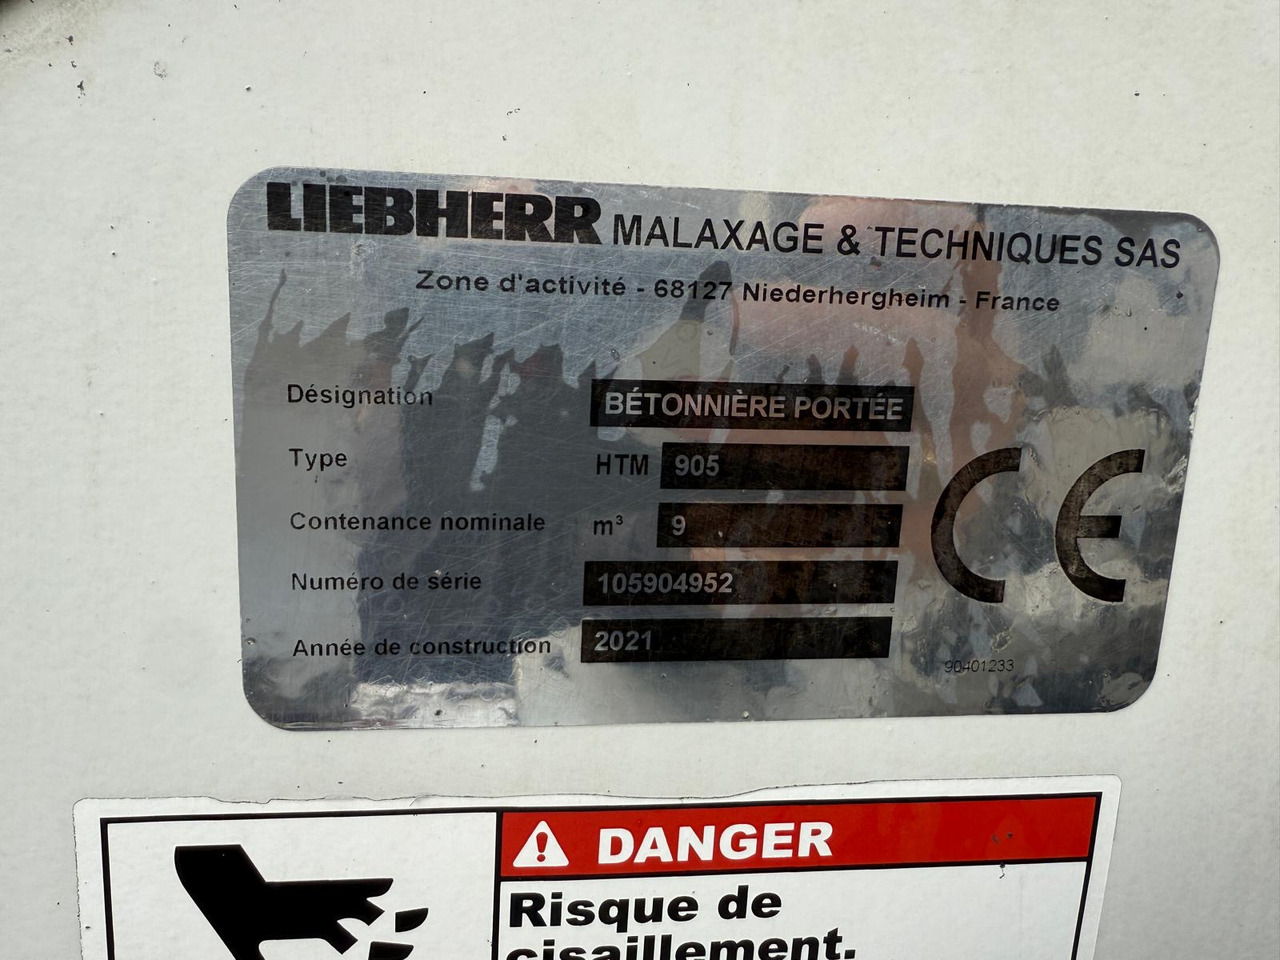 LIEBHERR MALAXAGE & TECHNIQUES SAS
Zone d'activité - 68127 Niederhergheim - France
Désignation BÉTONNIÈRE PORTÉE
Type HTM 905
Contenance nominale m³ 9
Numéro de série 105904952
Année de construction 2021
CE
90401233
DANGER
Risque de
cisaillement.